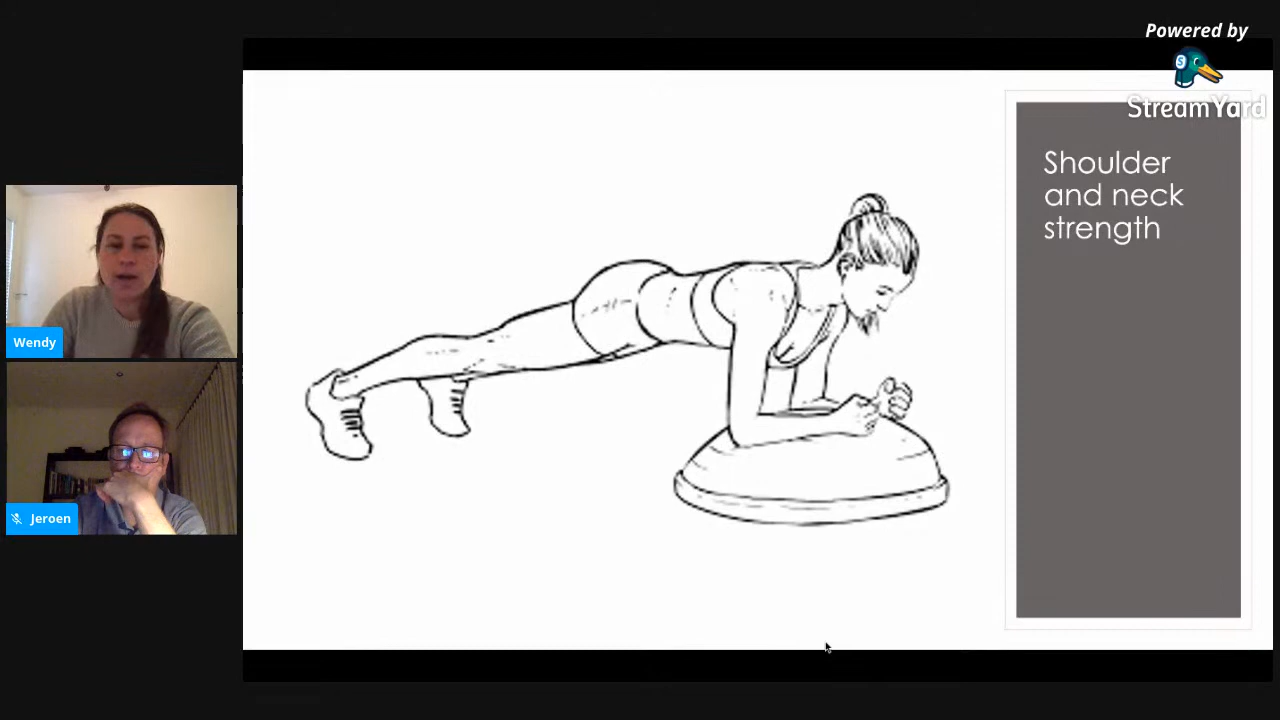 Powered by
StreamYard
Shoulder
and neck
strength
Wendy
Jeroen